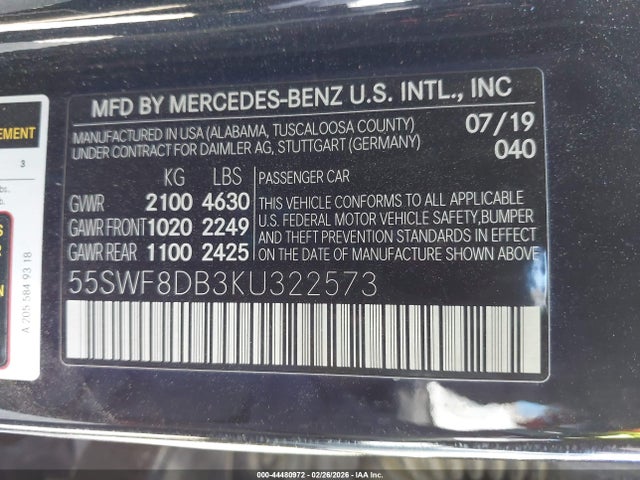 MFD BY MERCEDES-BENZ U.S. INTL., INC
MANUFACTURED IN USA (ALABAMA, TUSCALOOSA COUNTY) 07/19
UNDER CONTRACT FOR DAIMLER AG, STUTTGART (GERMANY) 040
KG LBS PASSENGER CAR
GVWR 2100 4630
GAWR FRONT 1020 2249
GAWR REAR 1100 2425
THIS VEHICLE CONFORMS TO ALL APPLICABLE
U.S. FEDERAL MOTOR VEHICLE SAFETY, BUMPER
AND THEFT PREVENTION STANDARDS IN EFFECT
ON THE DATE OF MANUFACTURE SHOWN ABOVE
55SWF8DB3KU322573
EMENT
3
lbs.
b.
A 205 584 93 18
000-44480972 - 02/26/2026 - IAA Inc.